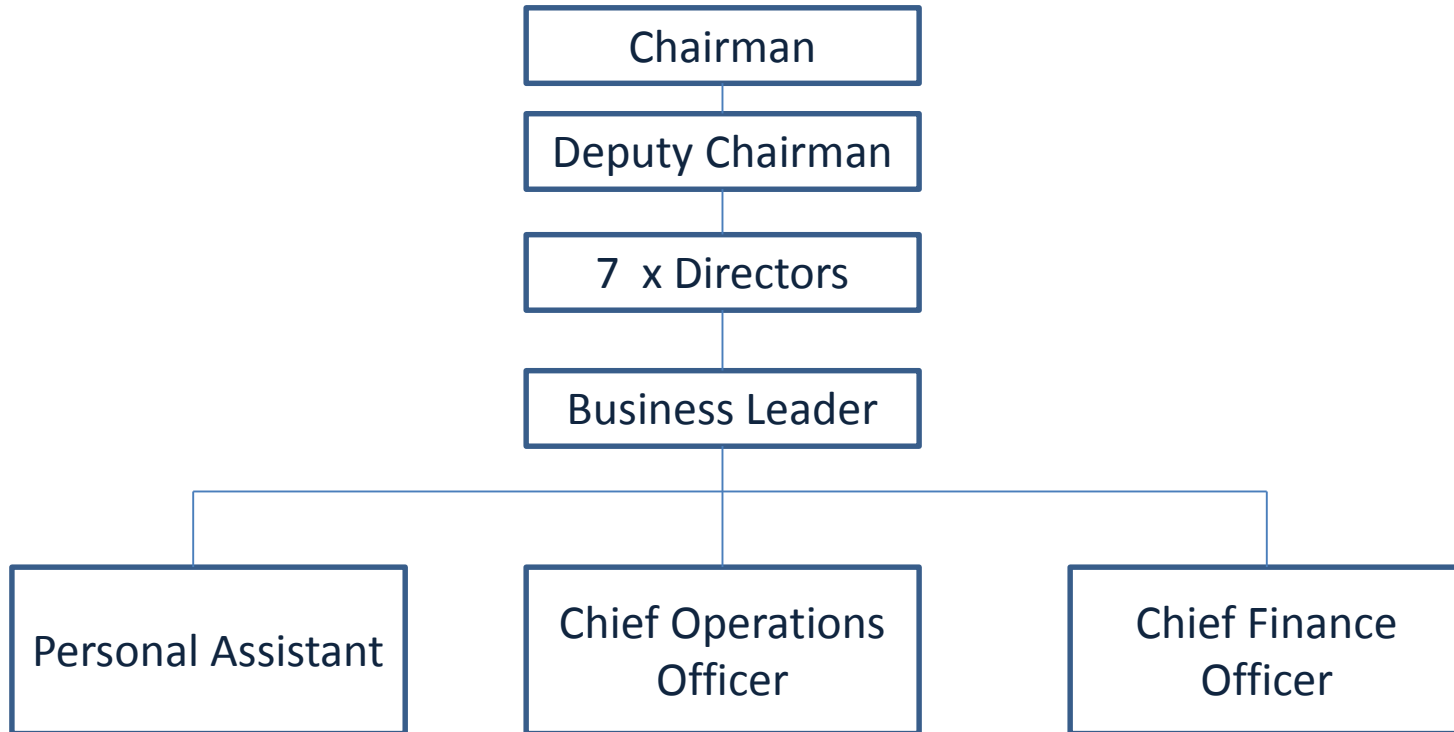 Chairman
Deputy Chairman
7 x Directors
Business Leader
Personal Assistant
Chief Operations
Officer
Chief Finance
Officer